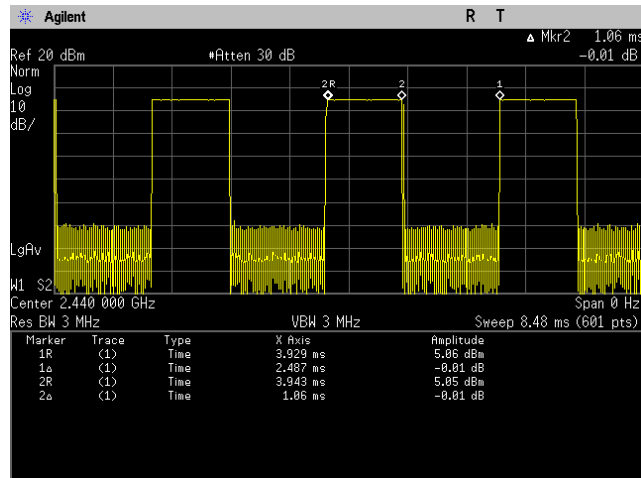 Agilent R T
Δ Mkr2 1.06 ms
Ref 20 dBm #Atten 30 dB -0.01 dB
Norm
Log
10
dB/
2R 2 1
LgAv
W1 S2
Center 2.440 000 GHz Span 0 Hz
Res BW 3 MHz VBW 3 MHz Sweep 8.48 ms (601 pts)
Marker Trace Type X Axis Amplitude
1R (1) Time 3.929 ms 5.06 dBm
1Δ (1) Time 2.487 ms -0.01 dB
2R (1) Time 3.943 ms 5.05 dBm
2Δ (1) Time 1.06 ms -0.01 dB